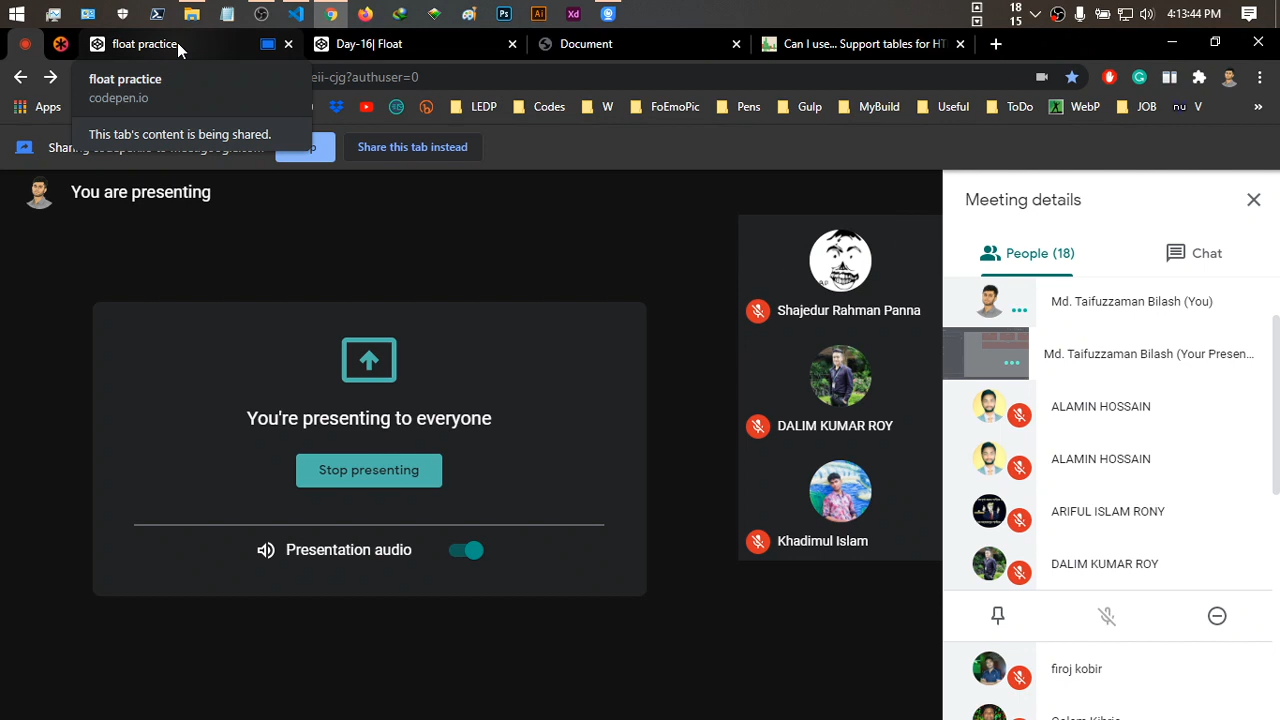 Ps
Ai
Xd
18
15
4:13:44 PM
float practice
Day-16| Float
Document
Can I use... Support tables for HT
float practice
codepen.io
eii-cjg?authuser=0
Apps
LEDP
Codes
W
FoEmoPic
Pens
Gulp
MyBuild
Useful
ToDo
WebP
JOB
nu
V
»
This tab's content is being shared.
Share this tab instead
You are presenting
You're presenting to everyone
Stop presenting
Presentation audio
Shajedur Rahman Panna
DALIM KUMAR ROY
Khadimul Islam
Meeting details
People (18)
Chat
Md. Taifuzzaman Bilash (You)
Md. Taifuzzaman Bilash (Your Presen...
ALAMIN HOSSAIN
ALAMIN HOSSAIN
ARIFUL ISLAM RONY
DALIM KUMAR ROY
firoj kobir